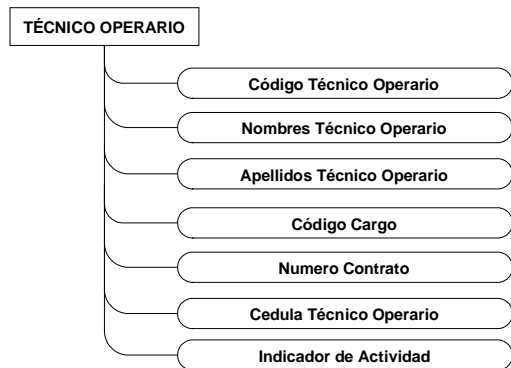 TÉCNICO OPERARIO
Código Técnico Operario
Nombres Técnico Operario
Apellidos Técnico Operario
Código Cargo
Numero Contrato
Cedula Técnico Operario
Indicador de Actividad